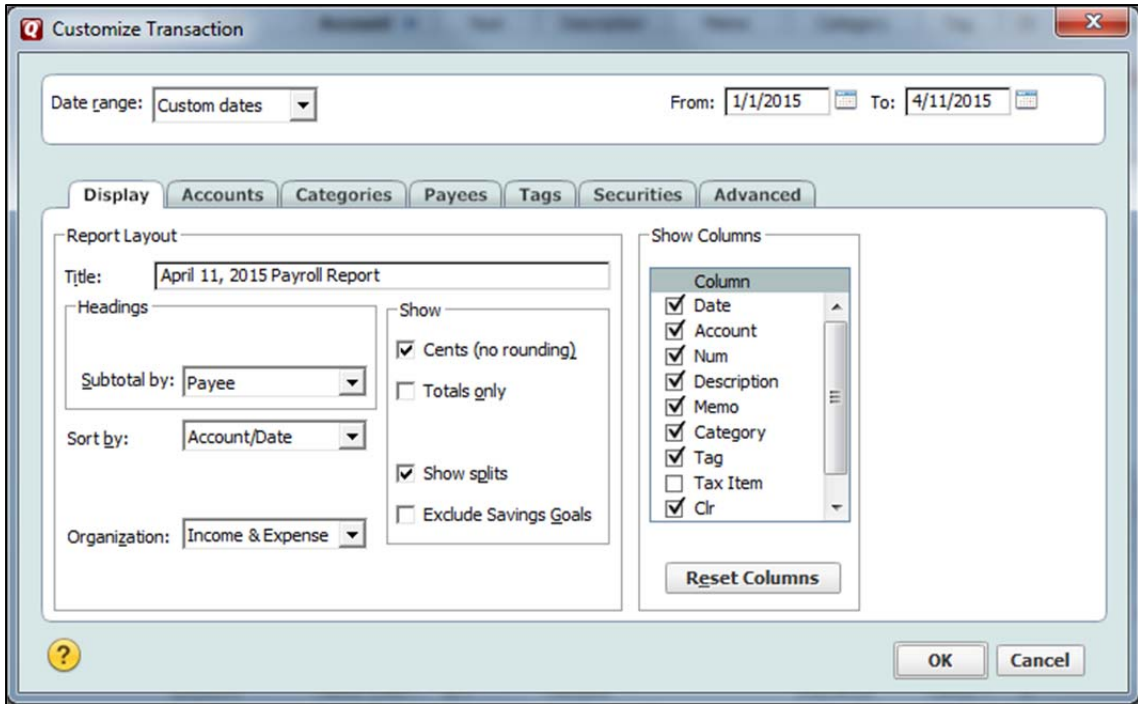 Customize Transaction
Date range: Custom dates From: 1/1/2015 To: 4/11/2015
Display Accounts Categories Payees Tags Securities Advanced
Report Layout
Title: April 11, 2015 Payroll Report
Headings
Subtotal by: Payee
Sort by: Account/Date
Organization: Income & Expense
Show
Cents (no rounding)
Totals only
Show splits
Exclude Savings Goals
Show Columns
Column
Date
Account
Num
Description
Memo
Category
Tag
Tax Item
Clr
Reset Columns
?
OK Cancel